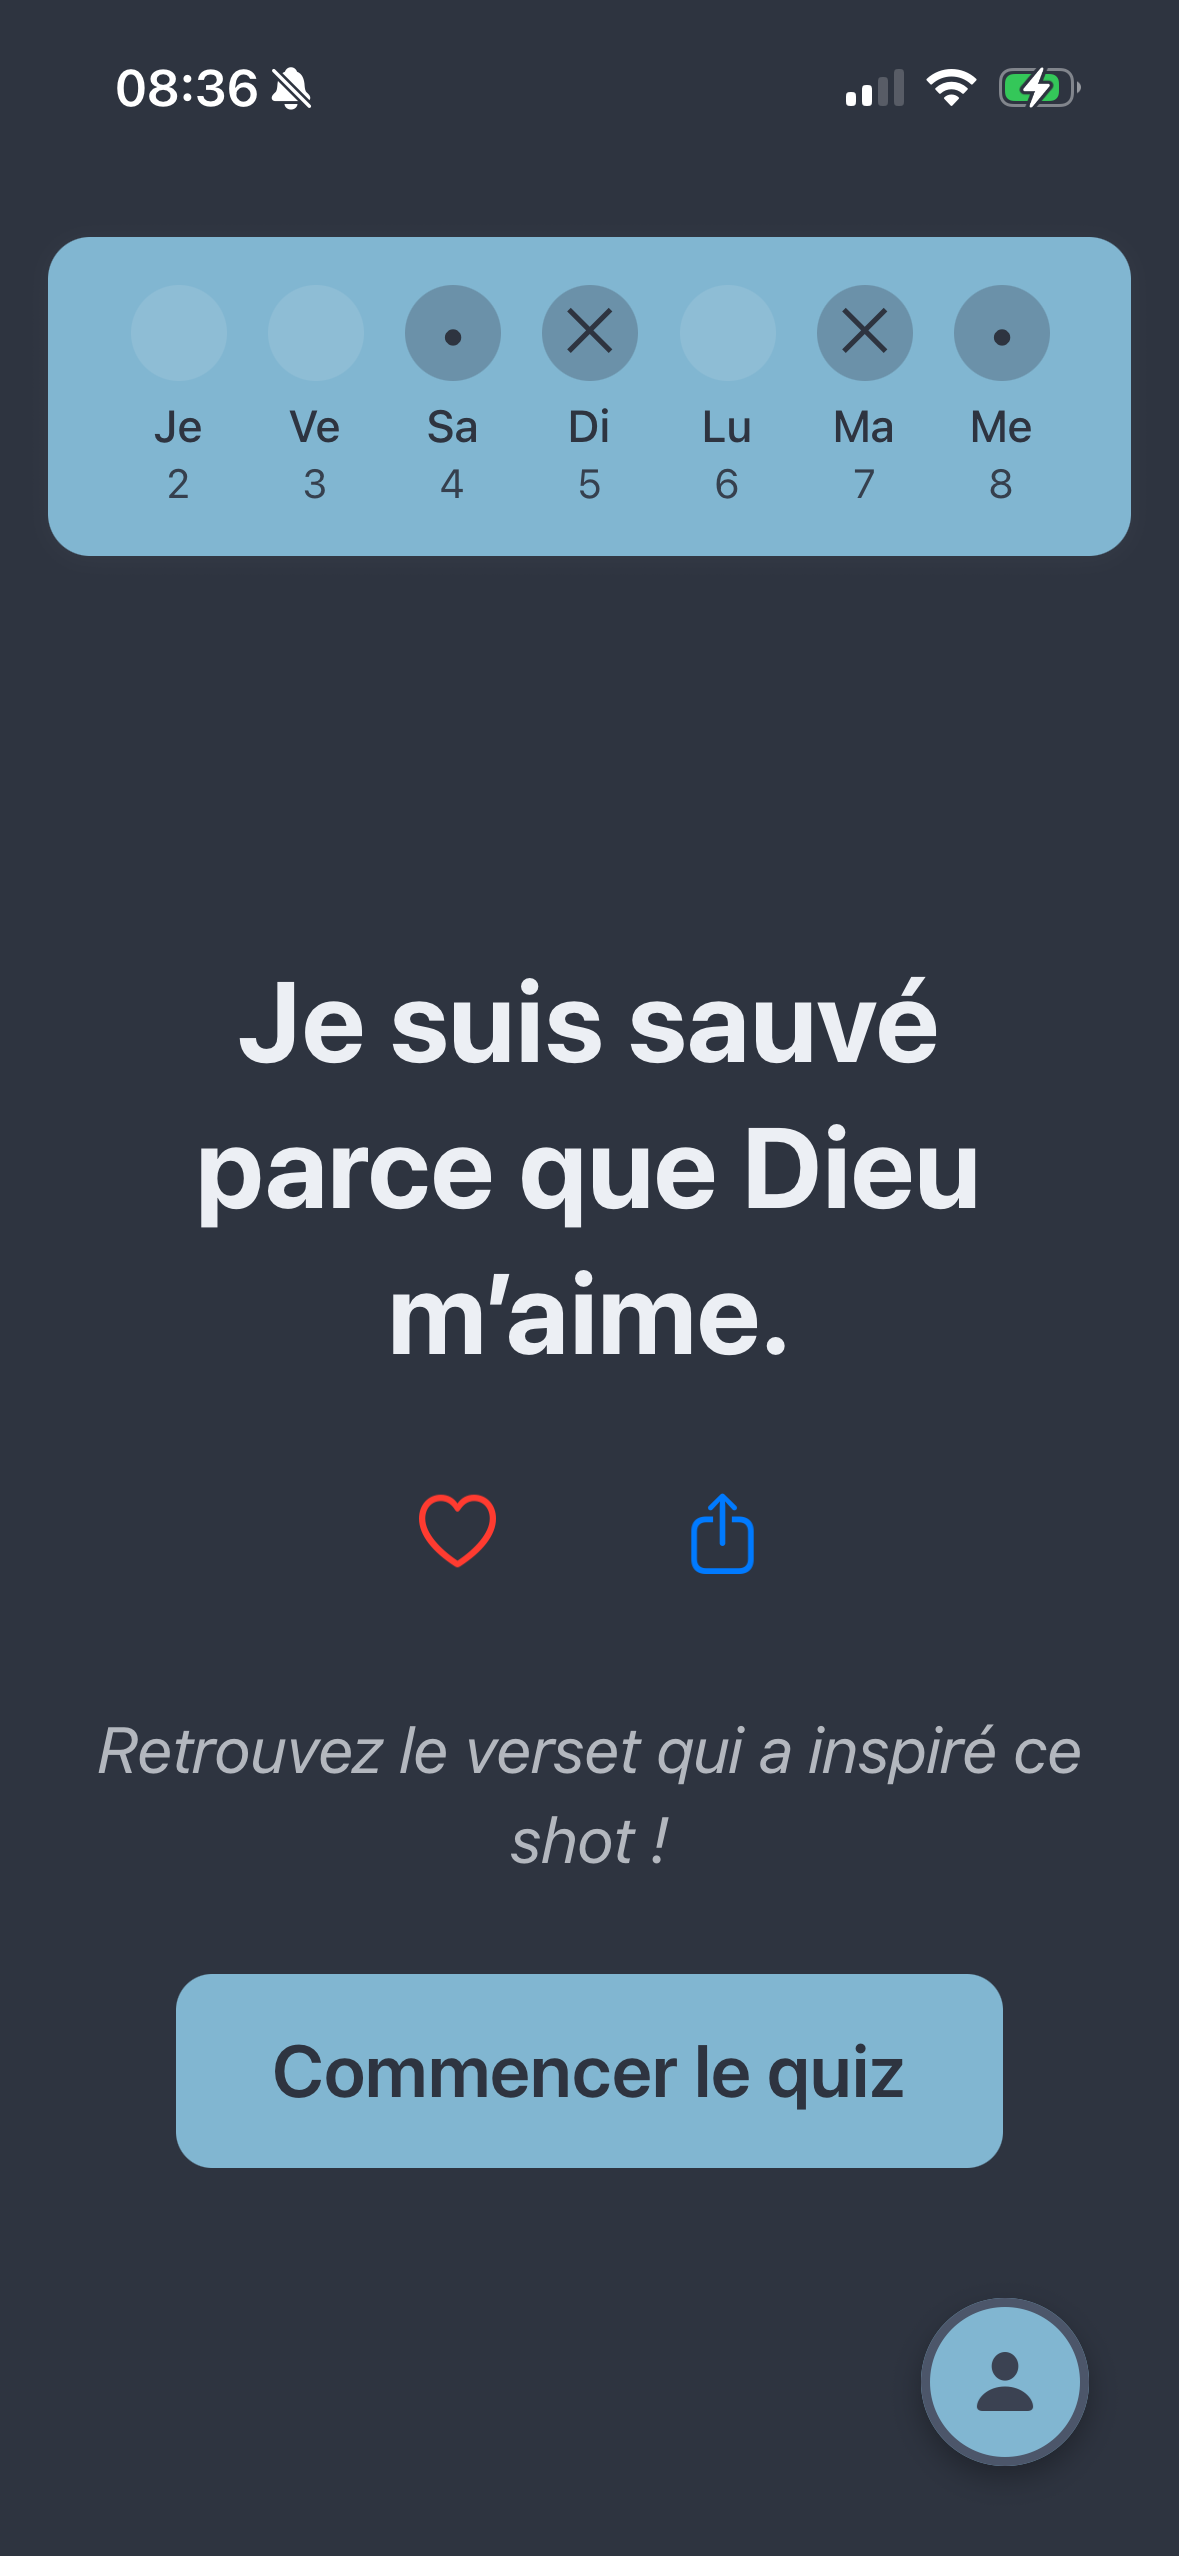 08:36
Je Ve Sa Di Lu Ma Me
2 3 4 5 6 7 8
Je suis sauvé
parce que Dieu
m’aime.
Retrouvez le verset qui a inspiré ce
shot !
Commencer le quiz